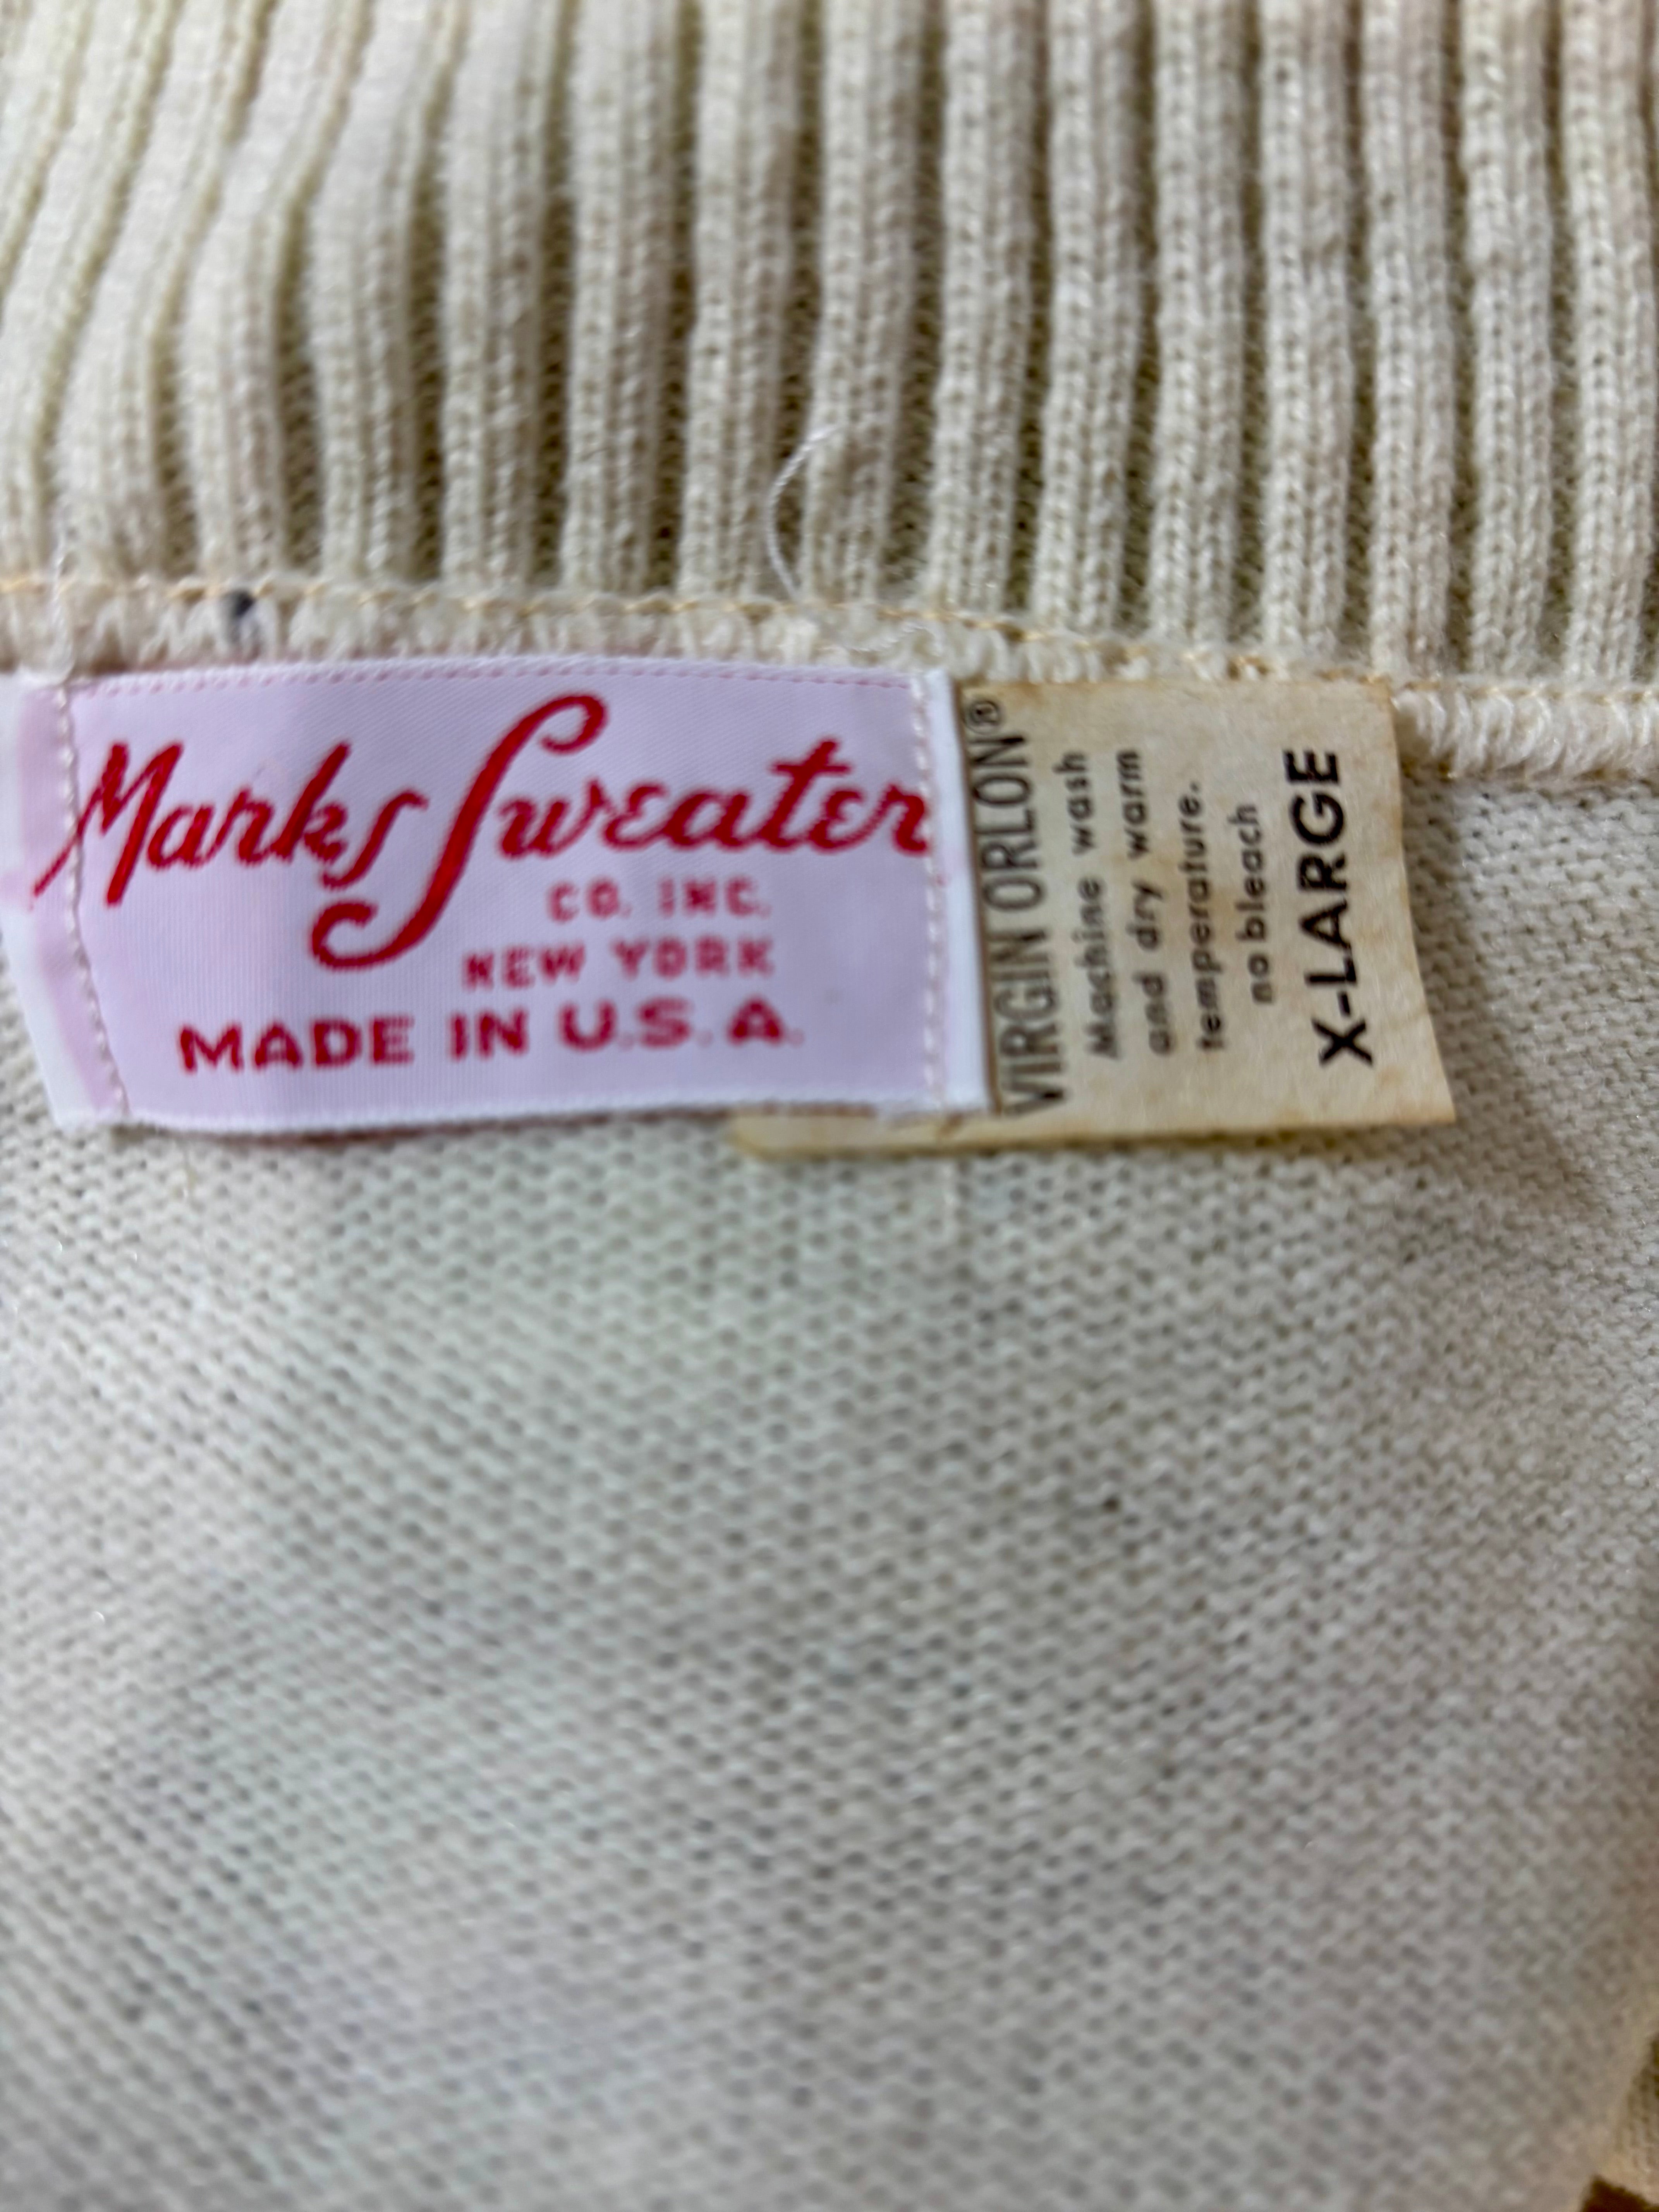 Marks Sweater
CO. INC.
NEW YORK
MADE IN U.S.A.
VIRGIN ORLON®
Machine wash
and dry warm
temperature.
no bleach
X-LARGE